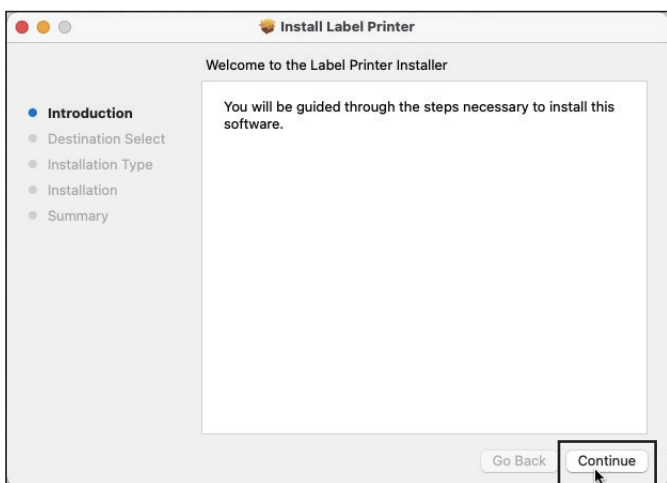 Install Label Printer
Welcome to the Label Printer Installer
Introduction
Destination Select
Installation Type
Installation
Summary
You will be guided through the steps necessary to install this
software.
Go Back
Continue